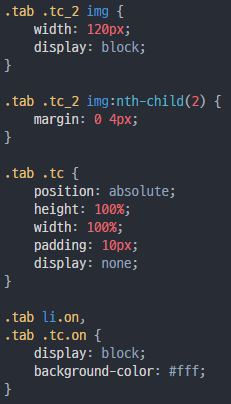 .tab .tc_2 img {
    width: 120px;
    display: block;
}

.tab .tc_2 img:nth-child(2) {
    margin: 0 4px;
}

.tab .tc {
    position: absolute;
    height: 100%;
    width: 100%;
    padding: 10px;
    display: none;
}

.tab li.on,
.tab .tc.on {
    display: block;
    background-color: #fff;
}